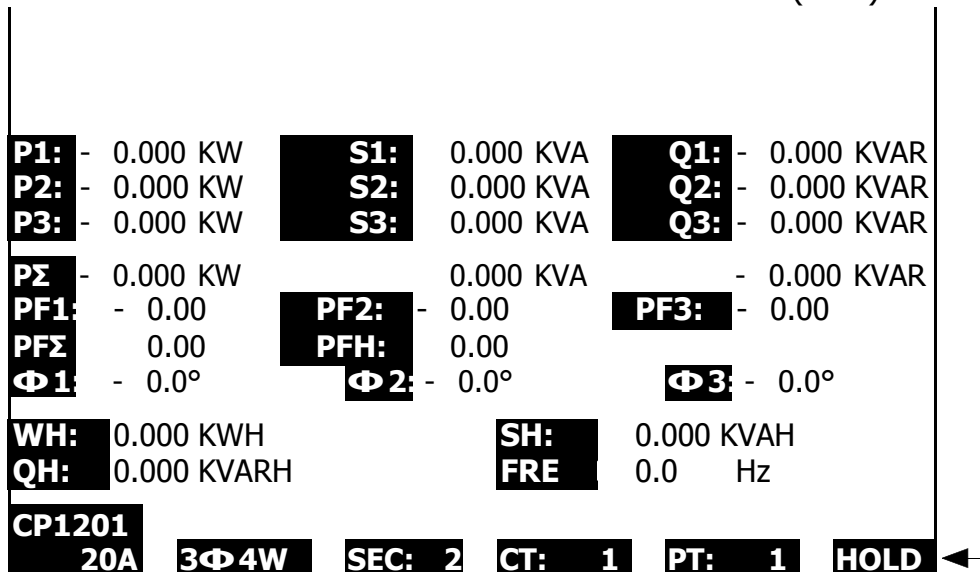 P1: - 0.000 KW S1: 0.000 KVA Q1: - 0.000 KVAR
P2: - 0.000 KW S2: 0.000 KVA Q2: - 0.000 KVAR
P3: - 0.000 KW S3: 0.000 KVA Q3: - 0.000 KVAR
PΣ - 0.000 KW 0.000 KVA - 0.000 KVAR
PF1: - 0.00 PF2: - 0.00 PF3: - 0.00
PFΣ 0.00 PFH: 0.00
Φ1: - 0.0° Φ2: - 0.0° Φ3: - 0.0°
WH: 0.000 KWH SH: 0.000 KVAH
QH: 0.000 KVARH FRE 0.0 Hz
CP1201
20A 3Φ4W SEC: 2 CT: 1 PT: 1 HOLD